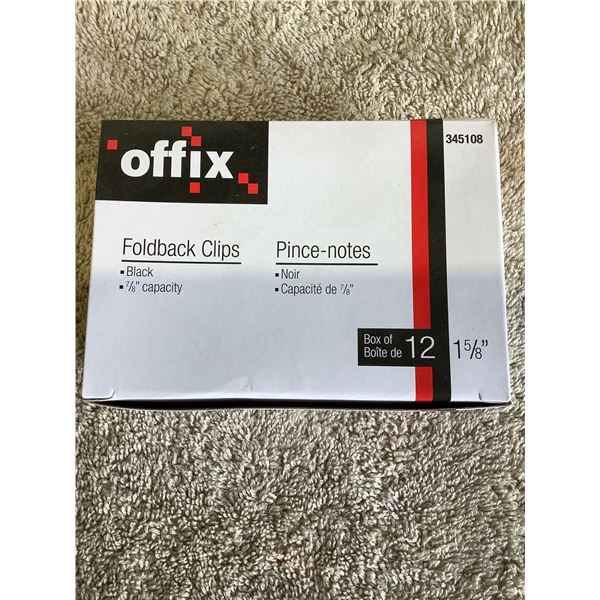 offix
345108
Foldback Clips
▪ Black
▪ ⅞" capacity
Pince-notes
▪ Noir
▪ Capacité de ⅞"
Box of
Boîte de
12
1⅝"